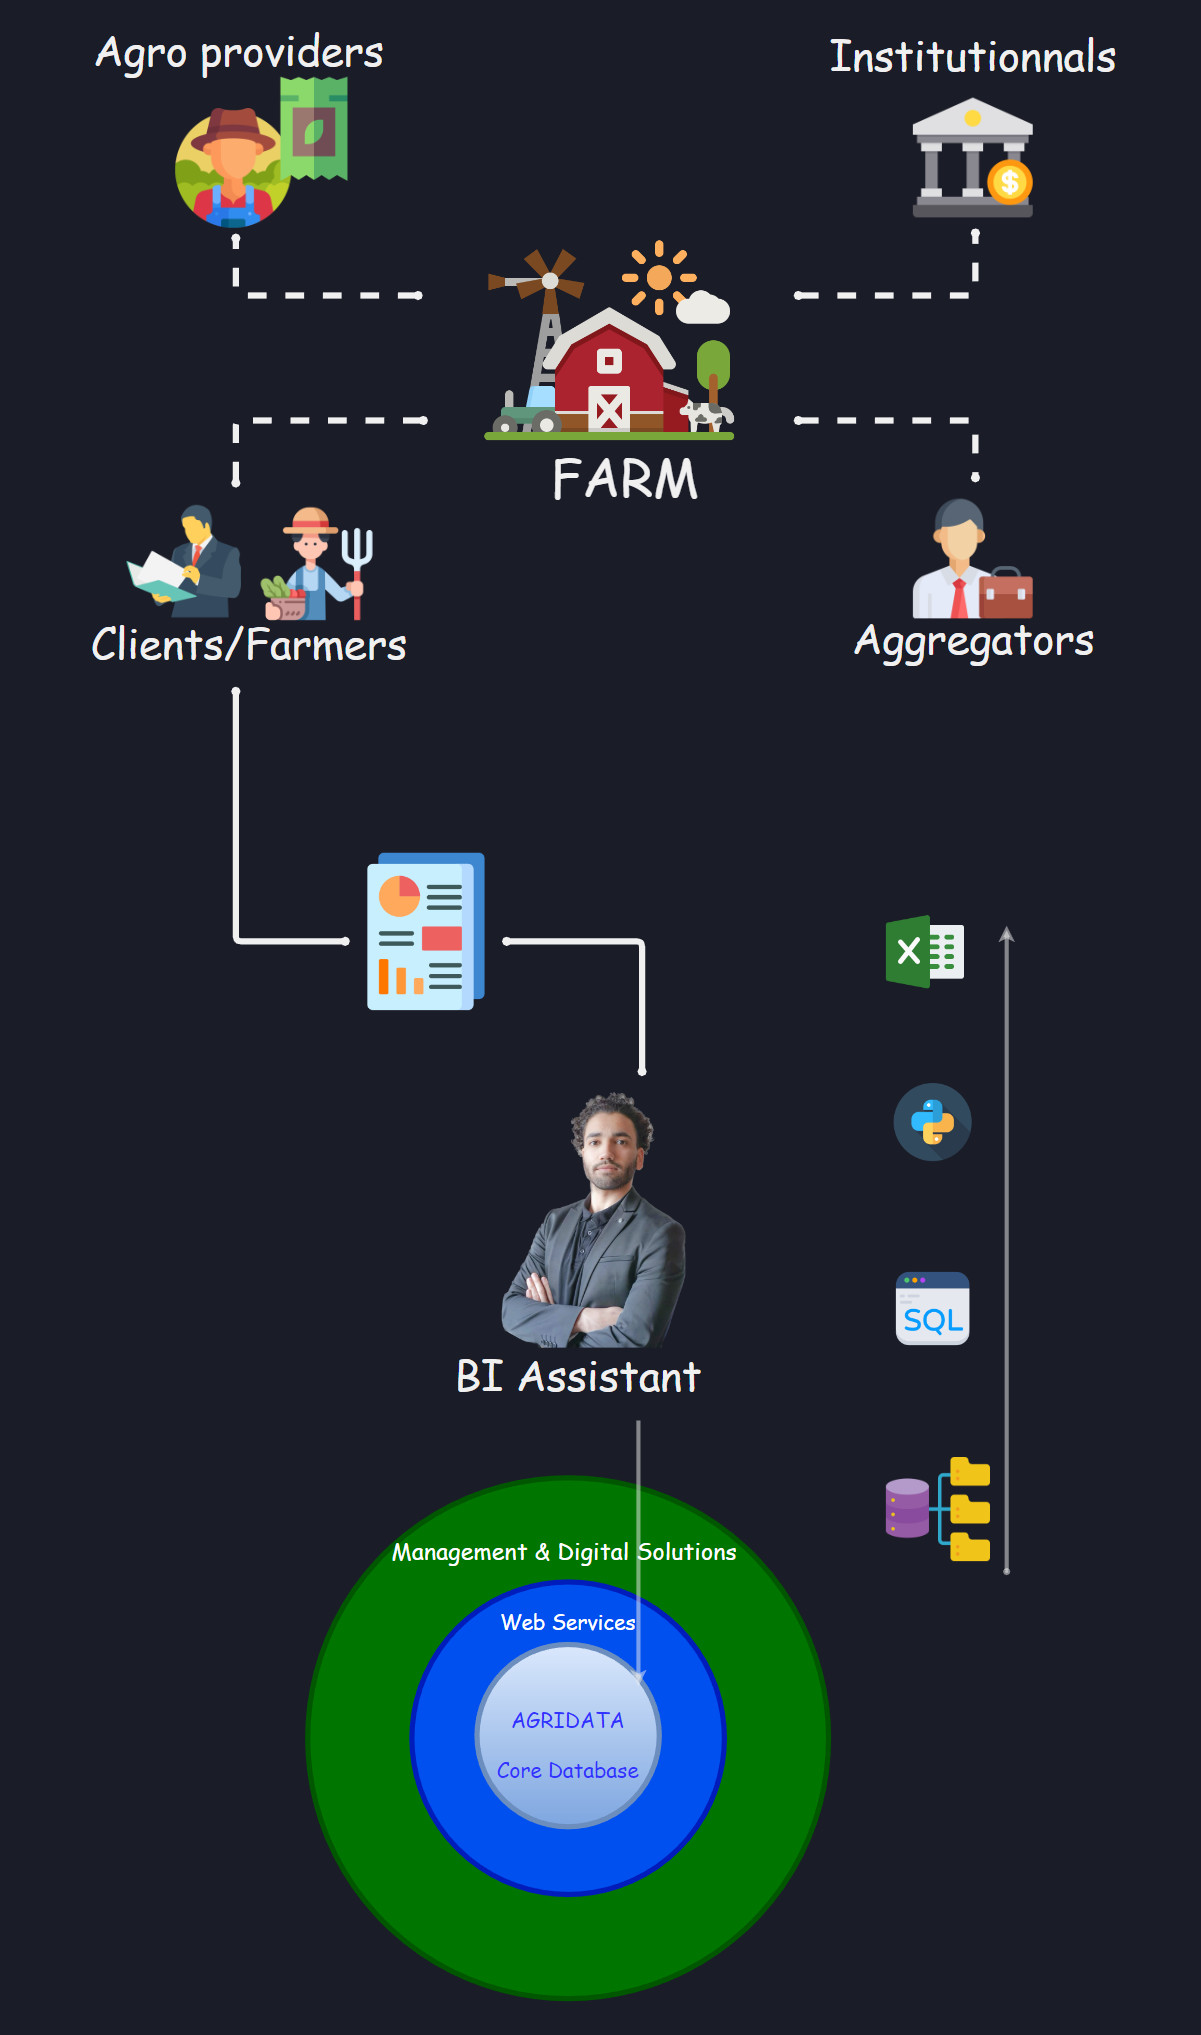 Agro providers
Institutionnals
$
FARM
Clients/Farmers
Aggregators
X
SQL
BI Assistant
Management & Digital Solutions
Web Services
AGRIDATA
Core Database